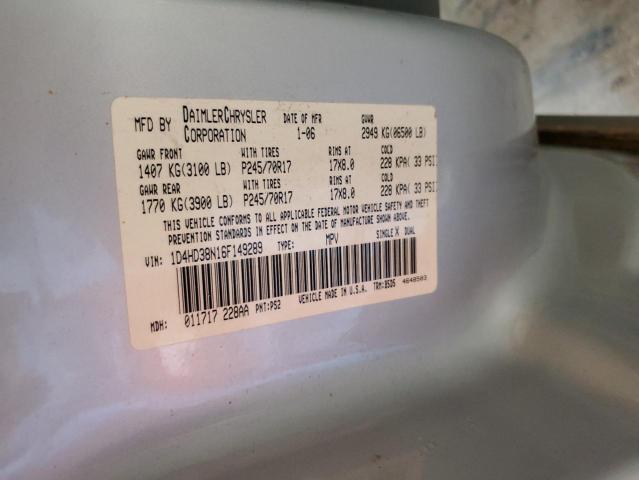 MFD BY DAIMLERCHRYSLER CORPORATION DATE OF MFR 1-06 GVWR 2949 KG(06500 LB)
GAWR FRONT WITH TIRES RIMS AT COLD
1407 KG(3100 LB) P245/70R17 17X8.0 228 KPA( 33 PSI)
GAWR REAR WITH TIRES RIMS AT COLD
1770 KG(3900 LB) P245/70R17 17X8.0 228 KPA( 33 PSI)
THIS VEHICLE CONFORMS TO ALL APPLICABLE FEDERAL MOTOR VEHICLE SAFETY AND THEFT
PREVENTION STANDARDS IN EFFECT ON THE DATE OF MANUFACTURE SHOWN ABOVE.
VIN: 1D4HD38N16F149289 TYPE: MPV SINGLE X DUAL
MDH: 011717 228AA PNT:PS2 VEHICLE MADE IN U.S.A. TRM:BSD5 4648503